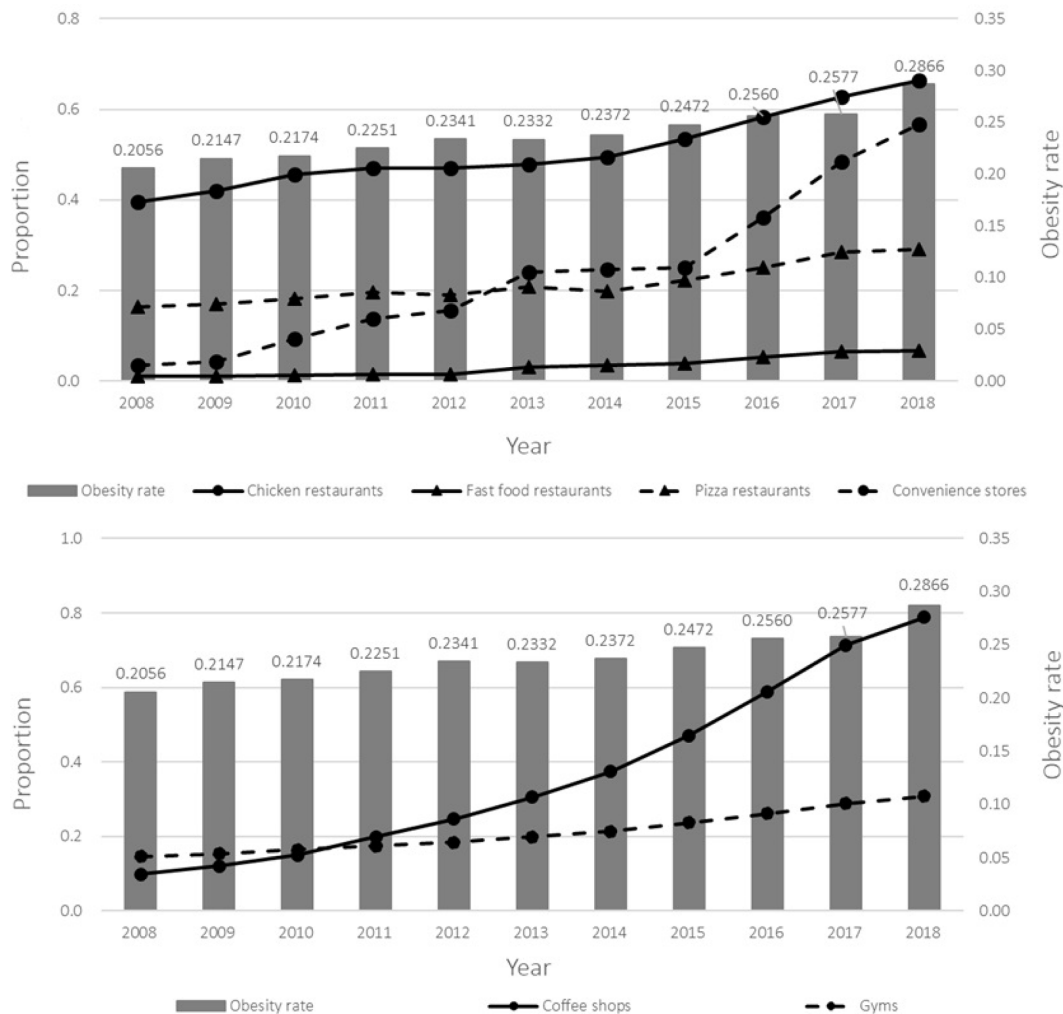 0.8
0.6
0.4
0.2
0.0
Proportion
0.2056 0.2147 0.2174 0.2251 0.2341 0.2332 0.2372 0.2472 0.2560 0.2577 0.2866
0.35
0.30
0.25
0.20
0.15
0.10
0.05
0.00
Obesity rate
2008 2009 2010 2011 2012 2013 2014 2015 2016 2017 2018
Year
Obesity rate Chicken restaurants Fast food restaurants Pizza restaurants Convenience stores
1.0
0.8
0.6
0.4
0.2
0.0
Proportion
0.2056 0.2147 0.2174 0.2251 0.2341 0.2332 0.2372 0.2472 0.2560 0.2577 0.2866
0.35
0.30
0.25
0.20
0.15
0.10
0.05
0.00
Obesity rate
2008 2009 2010 2011 2012 2013 2014 2015 2016 2017 2018
Year
Obesity rate Coffee shops Gyms